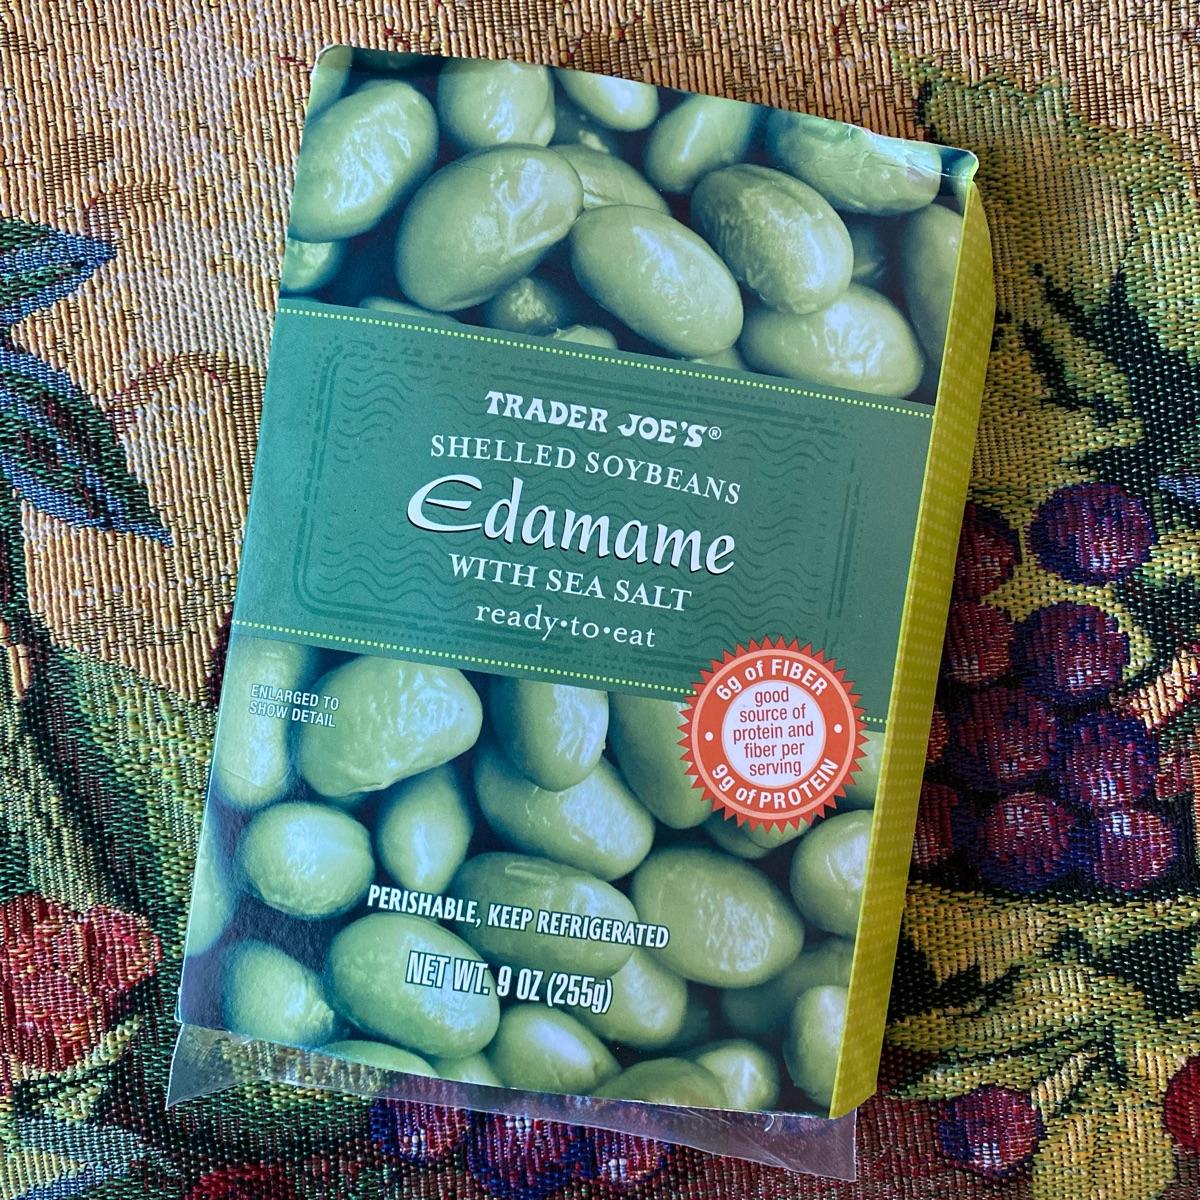 TRADER JOE'S®
SHELLED SOYBEANS
Edamame
WITH SEA SALT
ready•to•eat
ENLARGED TO
SHOW DETAIL
6g of FIBER
good
source of
protein and
fiber per
serving
9g of PROTEIN
PERISHABLE, KEEP REFRIGERATED
NET WT. 9 OZ (255g)